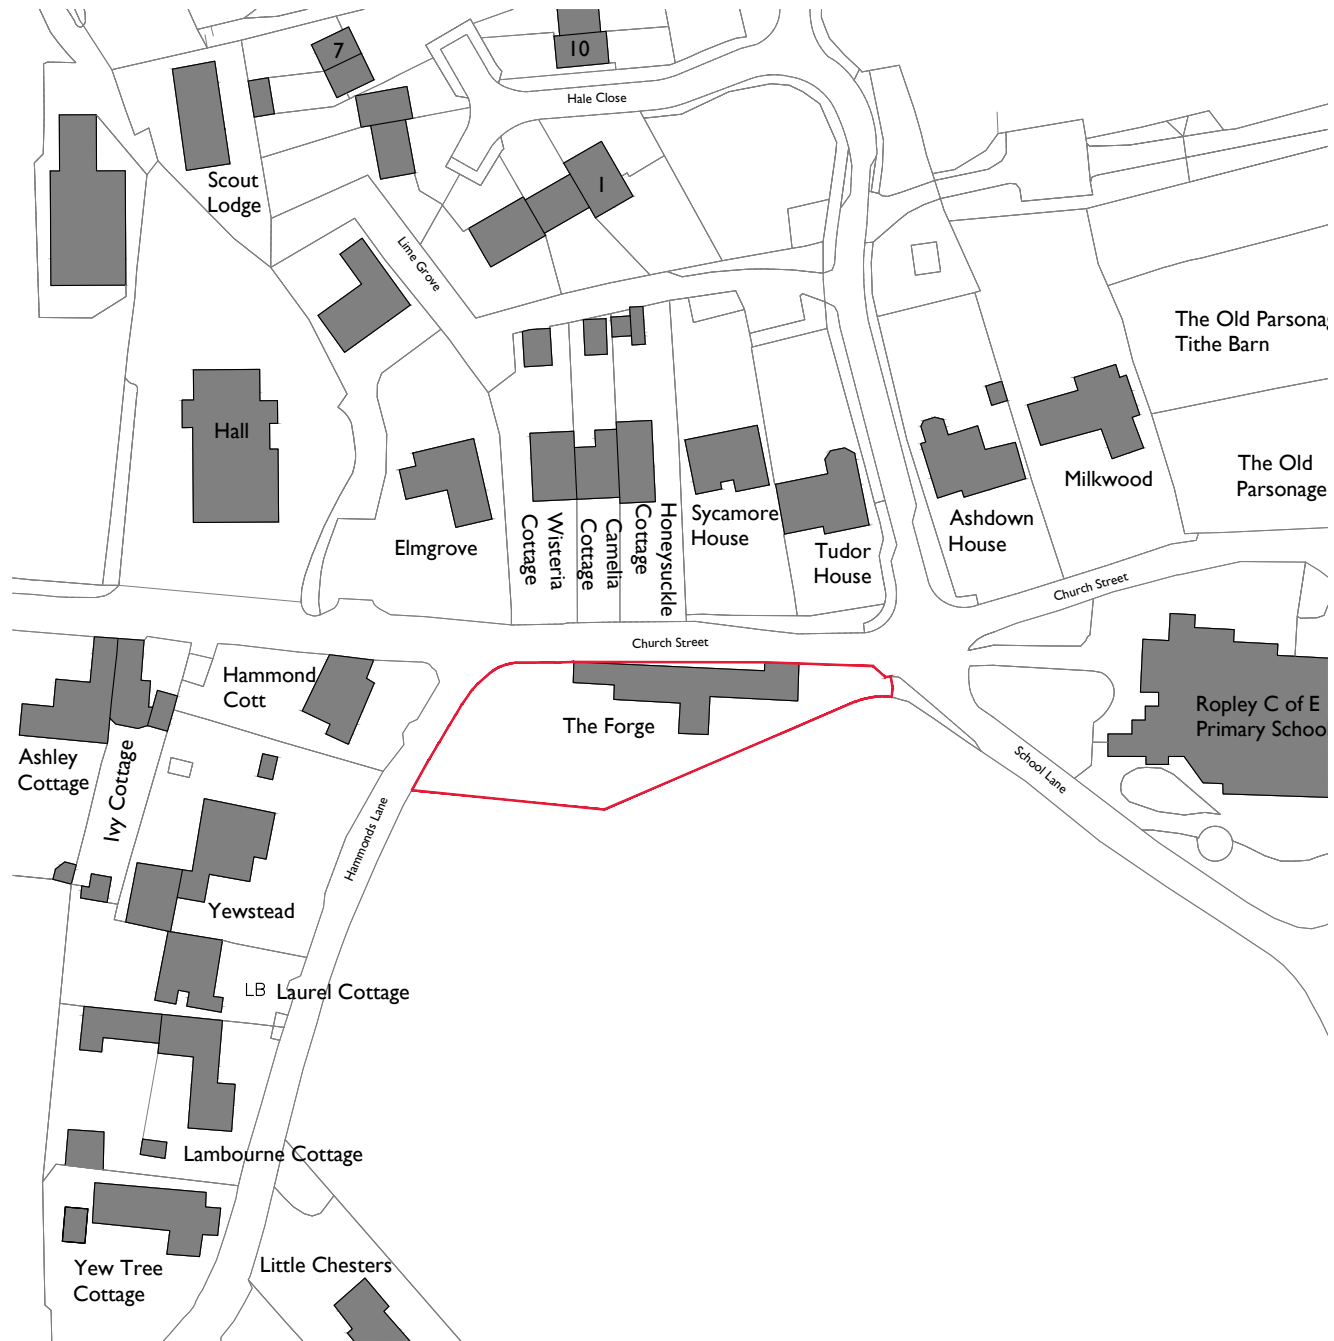 7
10
Hale Close
Scout
Lodge
1
Lime Grove
The Old Parsonag
Tithe Barn
Hall
The Old
Parsonage
Milkwood
Elmgrove
Wisteria
Cottage
Camelia
Cottage
Honeysuckle
Cottage
Sycamore
House
Tudor
House
Ashdown
House
Church Street
Church Street
Hammond
Cott
The Forge
Ropley C of E
Primary Schoo
Ashley
Cottage
Ivy Cottage
School Lane
Hammonds Lane
Yewstead
LB
Laurel Cottage
Lambourne Cottage
Yew Tree
Cottage
Little Chesters